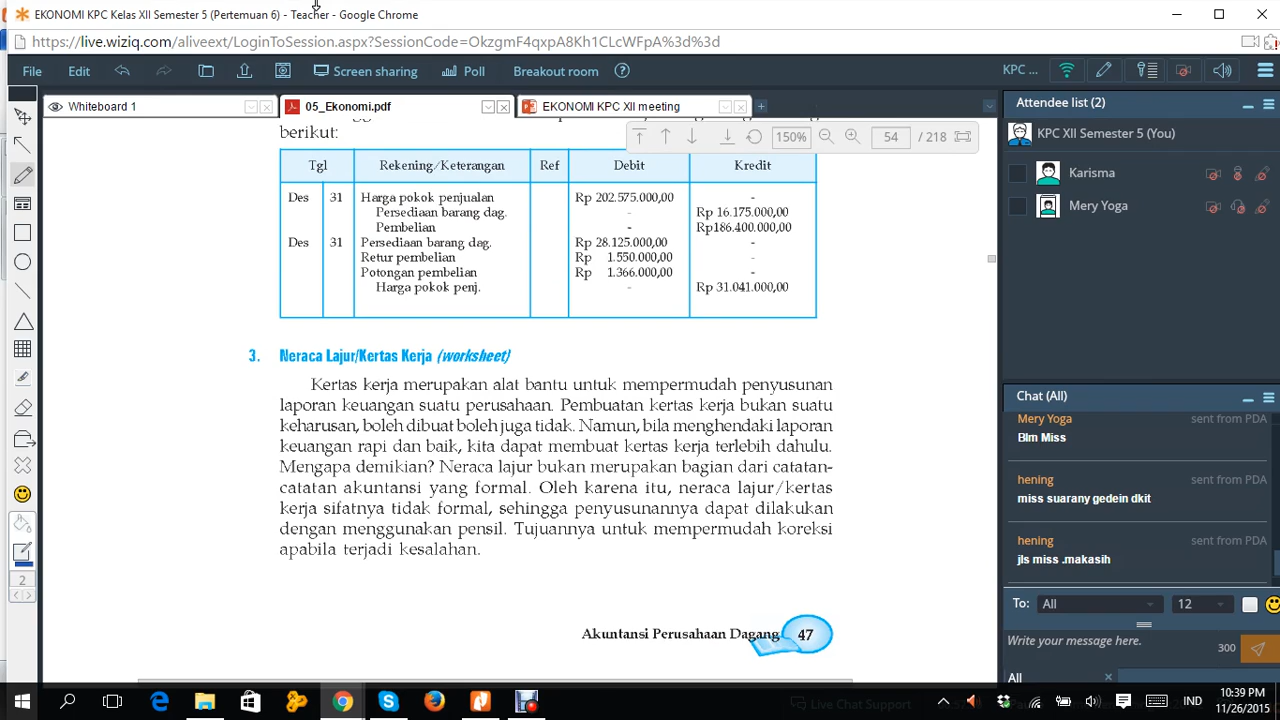 EKONOMI KPC Kelas XII Semester 5 (Pertemuan 6) - Teacher - Google Chrome
https://live.wiziq.com/aliveext/LoginToSession.aspx?SessionCode=OkzgmF4qxpA8Kh1CLcWFpA%3d%3d
File Edit Screen sharing Poll Breakout room KPC ...
Whiteboard 1 05_Ekonomi.pdf EKONOMI KPC XII meeting
150% 54 / 218
berikut:
Tgl Rekening/Keterangan Ref Debit Kredit
Des 31 Harga pokok penjualan Rp 202.575.000,00 -
Persediaan barang dag. - Rp 16.175.000,00
Pembelian - Rp186.400.000,00
Des 31 Persediaan barang dag. Rp 28.125.000,00 -
Retur pembelian Rp 1.550.000,00 -
Potongan pembelian Rp 1.366.000,00 -
Harga pokok penj. - Rp 31.041.000,00
3. Neraca Lajur/Kertas Kerja (worksheet)
Kertas kerja merupakan alat bantu untuk mempermudah penyusunan
laporan keuangan suatu perusahaan. Pembuatan kertas kerja bukan suatu
keharusan, boleh dibuat boleh juga tidak. Namun, bila menghendaki laporan
keuangan rapi dan baik, kita dapat membuat kertas kerja terlebih dahulu.
Mengapa demikian? Neraca lajur bukan merupakan bagian dari catatan-
catatan akuntansi yang formal. Oleh karena itu, neraca lajur/kertas
kerja sifatnya tidak formal, sehingga penyusunannya dapat dilakukan
dengan menggunakan pensil. Tujuannya untuk mempermudah koreksi
apabila terjadi kesalahan.
Akuntansi Perusahaan Dagang 47
2
Attendee list (2)
KPC XII Semester 5 (You)
Karisma
Mery Yoga
Chat (All)
Mery Yoga sent from PDA
Blm Miss
hening sent from PDA
miss suarany gedein dkit
hening sent from PDA
jls miss .makasih
To: All 12
Write your message here. 300
All
Live Chat Support
IND
10:39 PM
11/26/2015